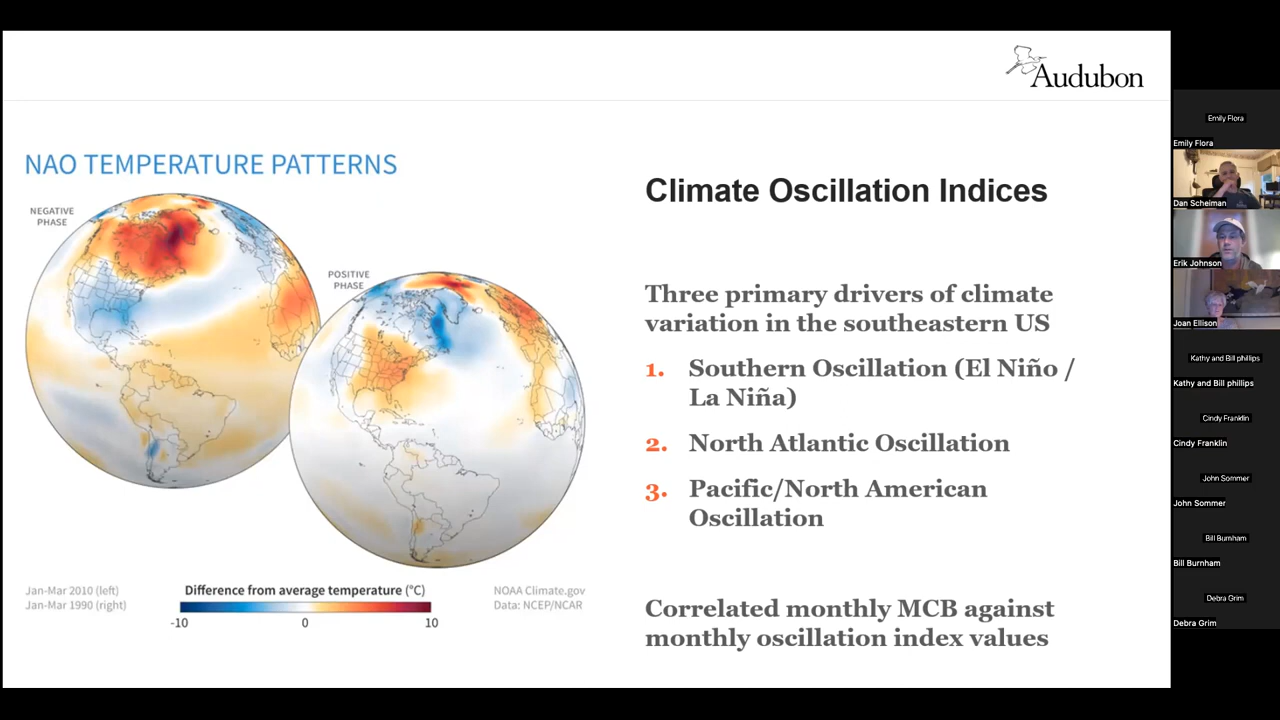 Audubon
NAO TEMPERATURE PATTERNS
NEGATIVE
PHASE
POSITIVE
PHASE
Jan-Mar 2010 (left)
Jan-Mar 1990 (right)
Difference from average temperature (°C)
-10
0
10
NOAA Climate.gov
Data: NCEP/NCAR
Climate Oscillation Indices
Three primary drivers of climate
variation in the southeastern US
1. Southern Oscillation (El Niño /
La Niña)
2. North Atlantic Oscillation
3. Pacific/North American
Oscillation
Correlated monthly MCB against
monthly oscillation index values
Emily Flora
Emily Flora
Dan Scheiman
Erik Johnson
Joan Ellison
Kathy and Bill phillips
Kathy and Bill phillips
Cindy Franklin
Cindy Franklin
John Sommer
John Sommer
Bill Burnham
Bill Burnham
Debra Grim
Debra Grim